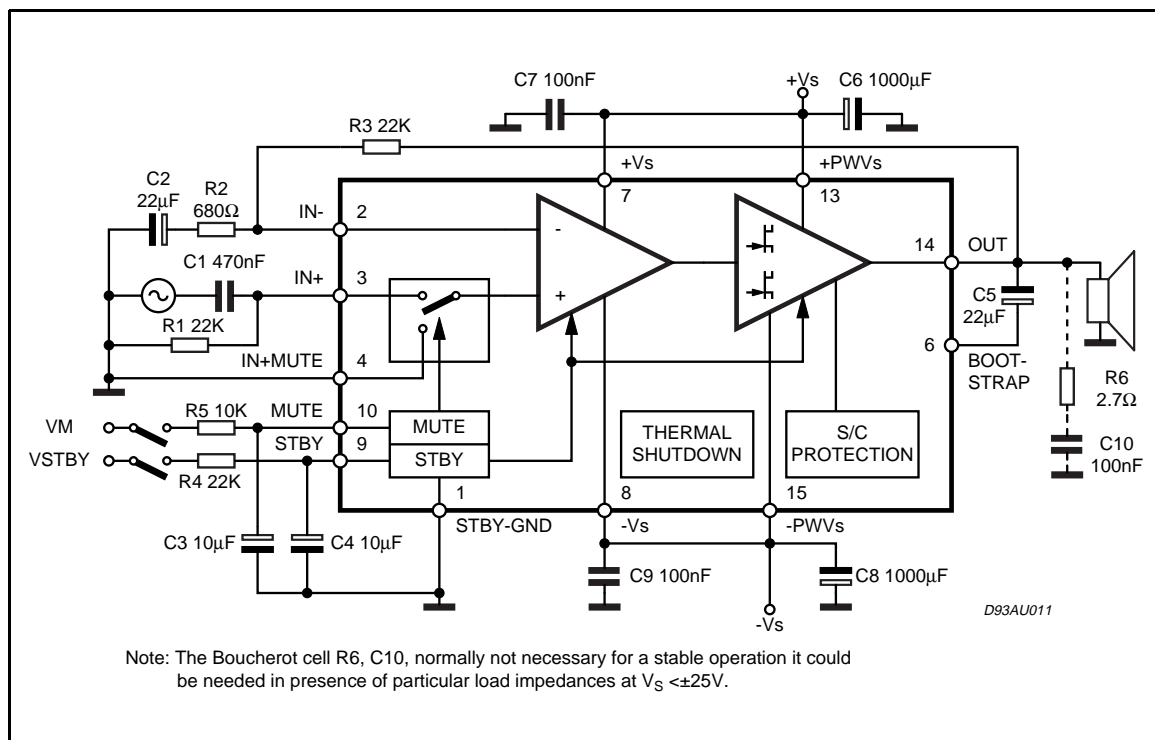 C7 100nF
+Vs
C6 1000µF
R3 22K
+Vs
+PWVs
C2
22µF
R2
680Ω
IN-
2
7
13
C1 470nF
IN+
3
-
+
14
OUT
R1 22K
C5
22µF
IN+MUTE
4
6
BOOT-
STRAP
R5 10K
MUTE
10
MUTE
VM
STBY
9
STBY
VSTBY
R4 22K
THERMAL
SHUTDOWN
S/C
PROTECTION
R6
2.7Ω
C10
100nF
1
8
15
STBY-GND
-Vs
-PWVs
C3 10µF
C4 10µF
C9 100nF
C8 1000µF
-Vs
D93AU011
Note: The Boucherot cell R6, C10, normally not necessary for a stable operation it could
be needed in presence of particular load impedances at VS <±25V.